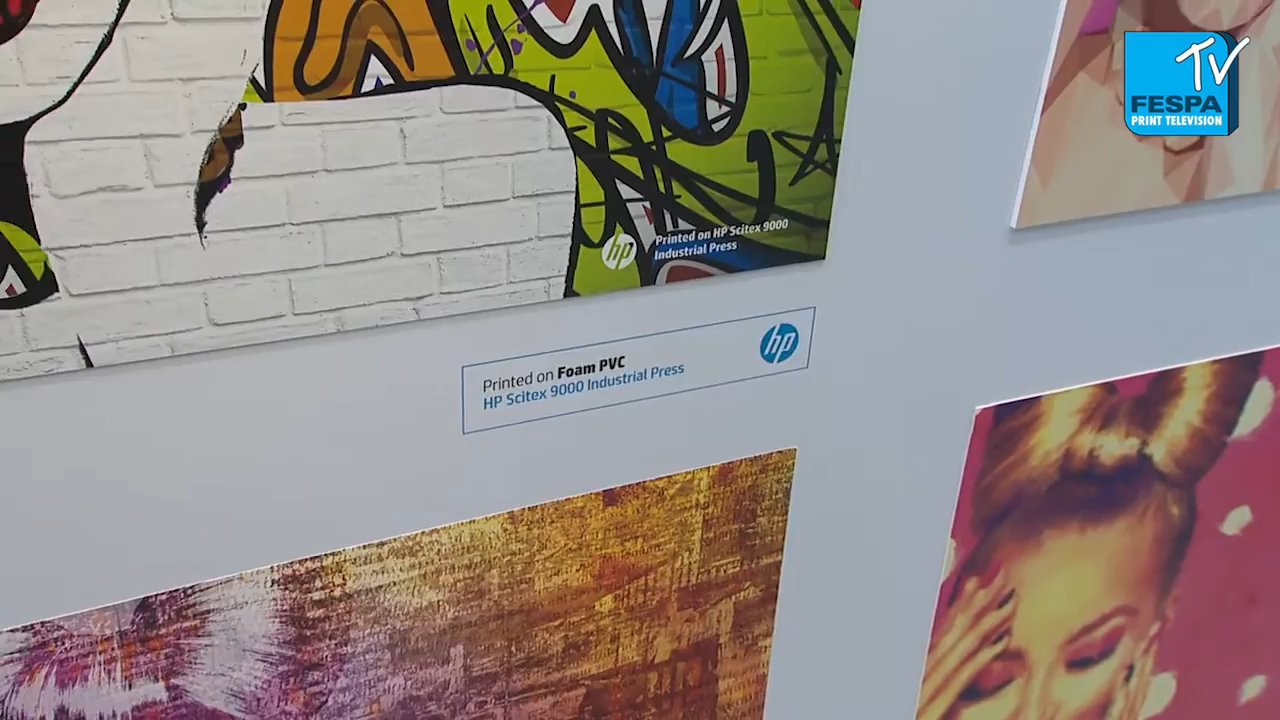 TV
FESPA
PRINT TELEVISION
hp
Printed on HP Scitex 9000
Industrial Press
Printed on Foam PVC
HP Scitex 9000 Industrial Press
hp